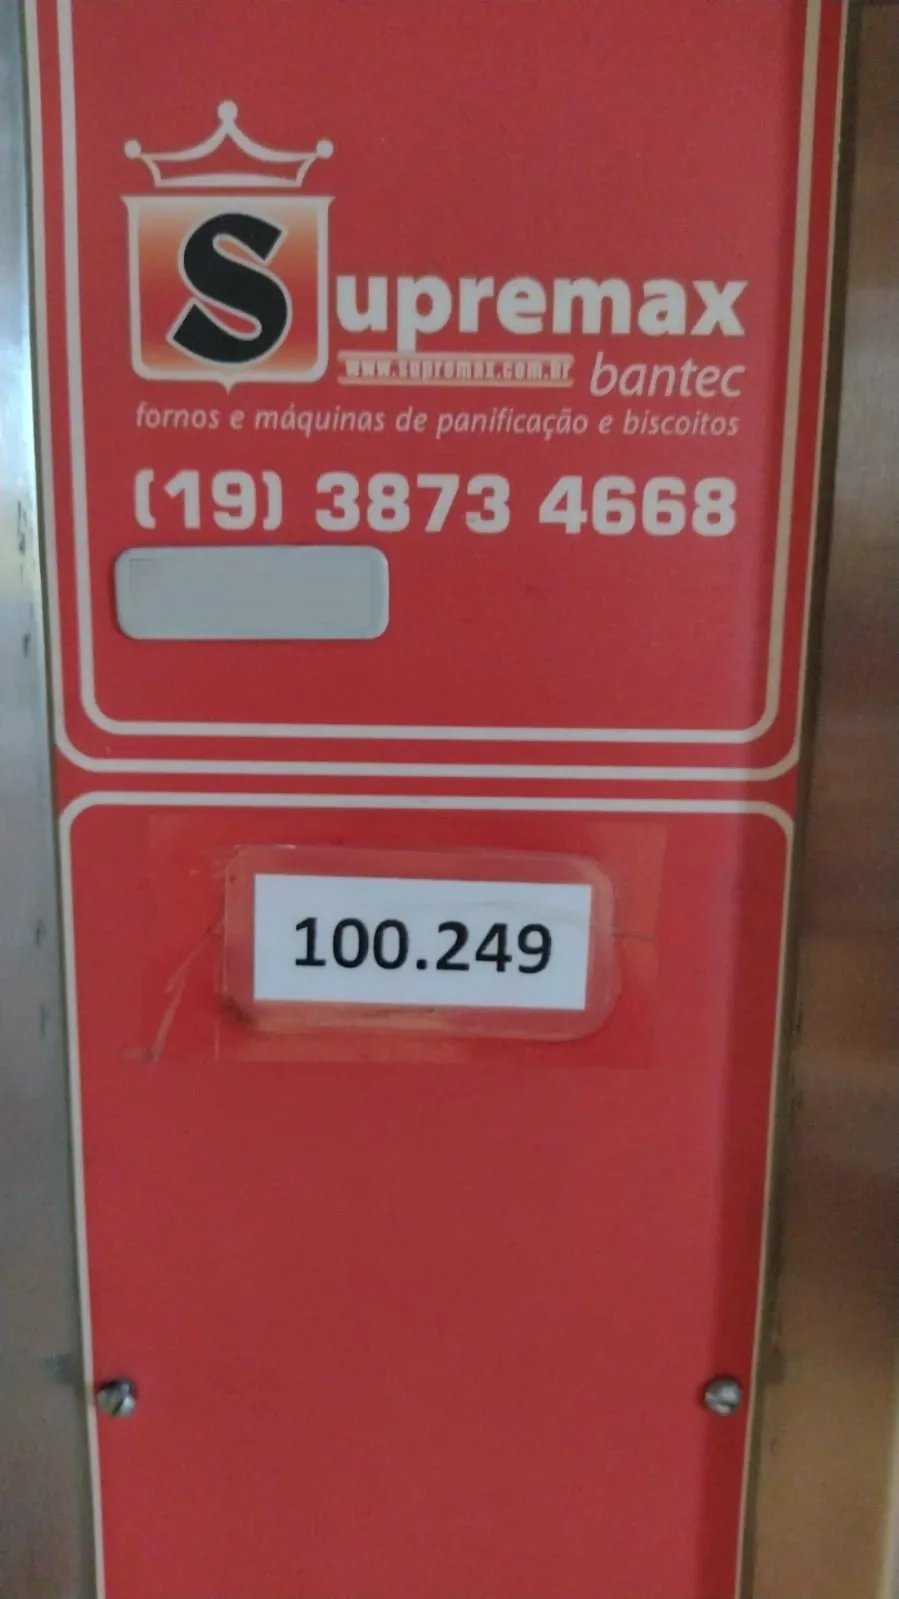 Supremax
www.supremax.com.br
bantec
fornos e máquinas de panificação e biscoitos
(19) 3873 4668
100.249